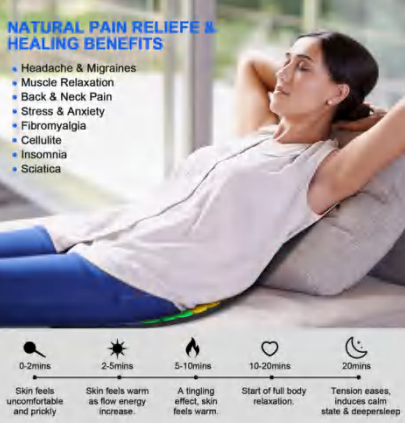 NATURAL PAIN RELIEFE &
HEALING BENEFITS
Headache & Migraines
Muscle Relaxation
Back & Neck Pain
Stress & Anxiety
Fibromyalgia
Cellulite
Insomnia
Sciatica
0-2mins
2-5mins
5-10mins
10-20mins
20mins
Skin feels
uncomfortable
and prickly
Skin feels warm
as flow energy
increase.
A tingling
effect, skin
feels warm.
Start of full body
relaxation.
Tension eases,
induces calm
state & deepersleep